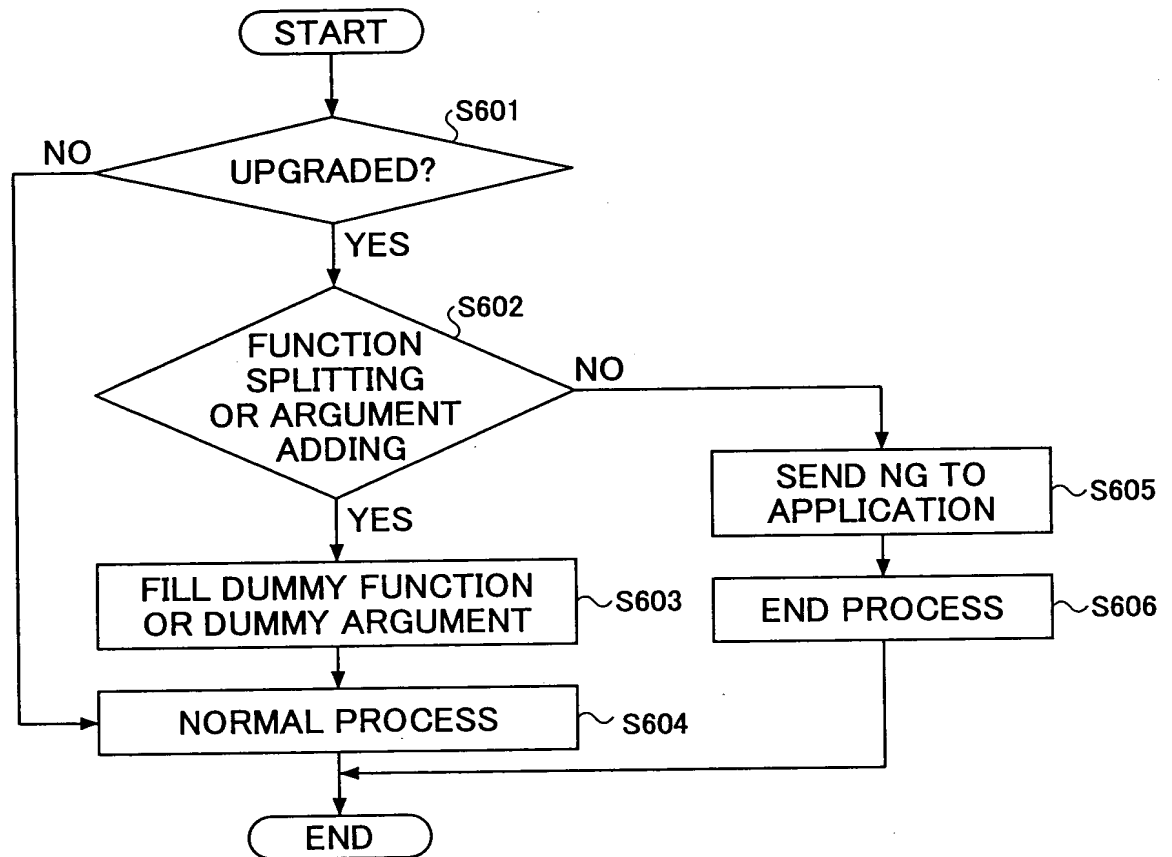 START
S601
NO
UPGRADED?
YES
S602
FUNCTION
SPLITTING
OR ARGUMENT
ADDING
NO
SEND NG TO
APPLICATION
S605
YES
FILL DUMMY FUNCTION
OR DUMMY ARGUMENT
S603
END PROCESS
S606
NORMAL PROCESS
S604
END